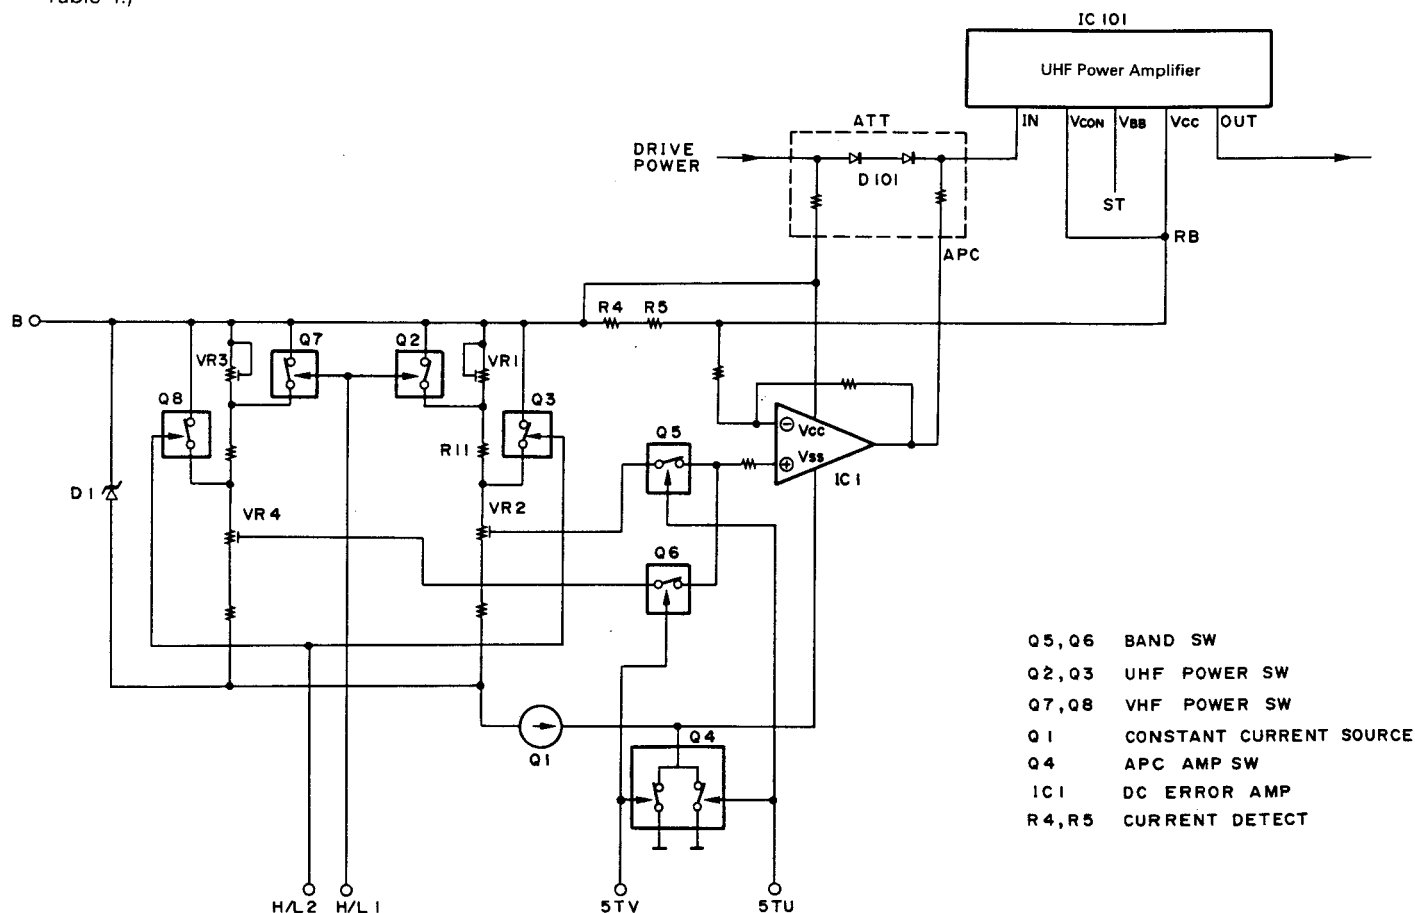 Table 4.)
IC101
UHF Power Amplifier
IN
VCON
VBB
VCC
OUT
ATT
DRIVE
POWER
D101
ST
RB
APC
B
R4
R5
Q7
Q2
VR3
VR1
Q8
Q3
VCC
VSS
IC1
Q5
R11
D1
VR4
VR2
Q6
Q1
Q4
Q5,Q6 BAND SW
Q2,Q3 UHF POWER SW
Q7,Q8 VHF POWER SW
Q1 CONSTANT CURRENT SOURCE
Q4 APC AMP SW
IC1 DC ERROR AMP
R4,R5 CURRENT DETECT
H/L2
H/L1
5TV
5TU